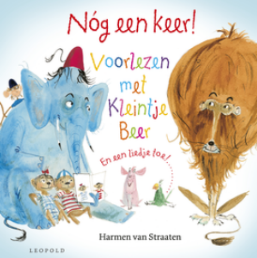 Nóg een keer!
Voorlezen
met
Kleintje
Beer
En een liedje toe!
Harmen van Straaten
LEOPOLD